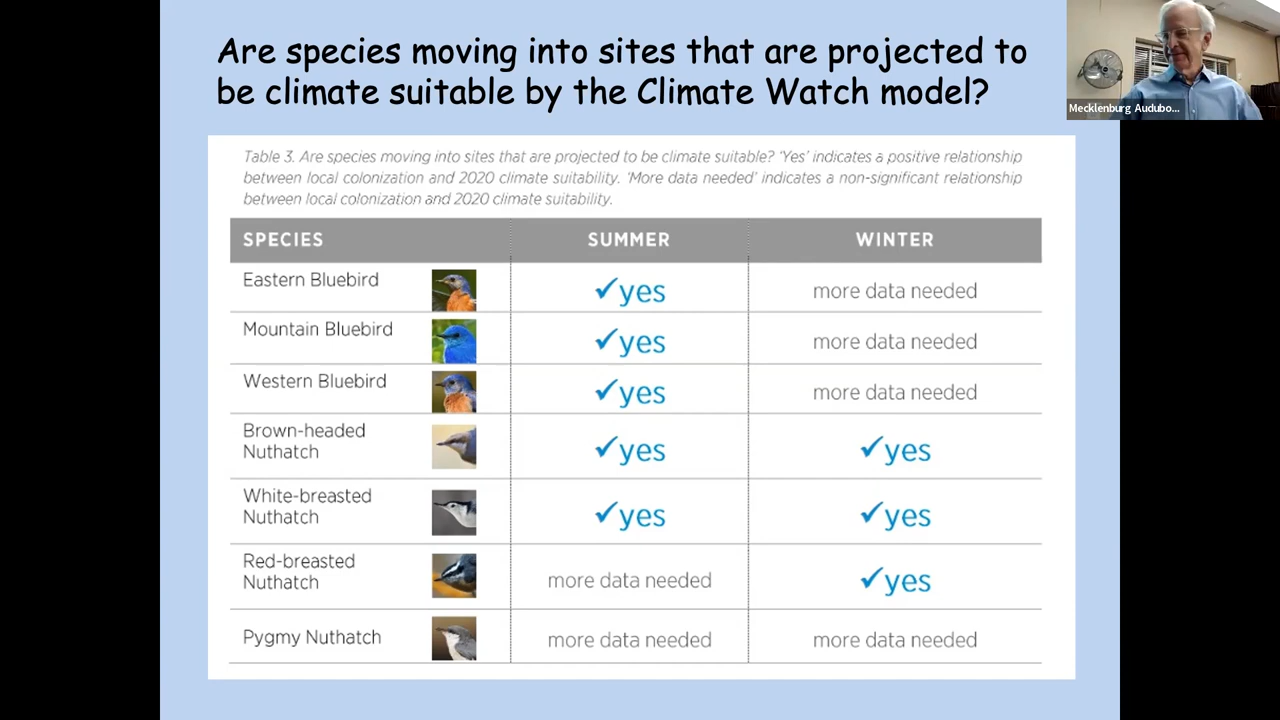 Are species moving into sites that are projected to
be climate suitable by the Climate Watch model?
Mecklenburg Audubo...
Table 3. Are species moving into sites that are projected to be climate suitable? 'Yes' indicates a positive relationship
between local colonization and 2020 climate suitability. 'More data needed' indicates a non-significant relationship
between local colonization and 2020 climate suitability.
SPECIES SUMMER WINTER
Eastern Bluebird ✓yes more data needed
Mountain Bluebird ✓yes more data needed
Western Bluebird ✓yes more data needed
Brown-headed
Nuthatch ✓yes ✓yes
White-breasted
Nuthatch ✓yes ✓yes
Red-breasted
Nuthatch more data needed ✓yes
Pygmy Nuthatch more data needed more data needed